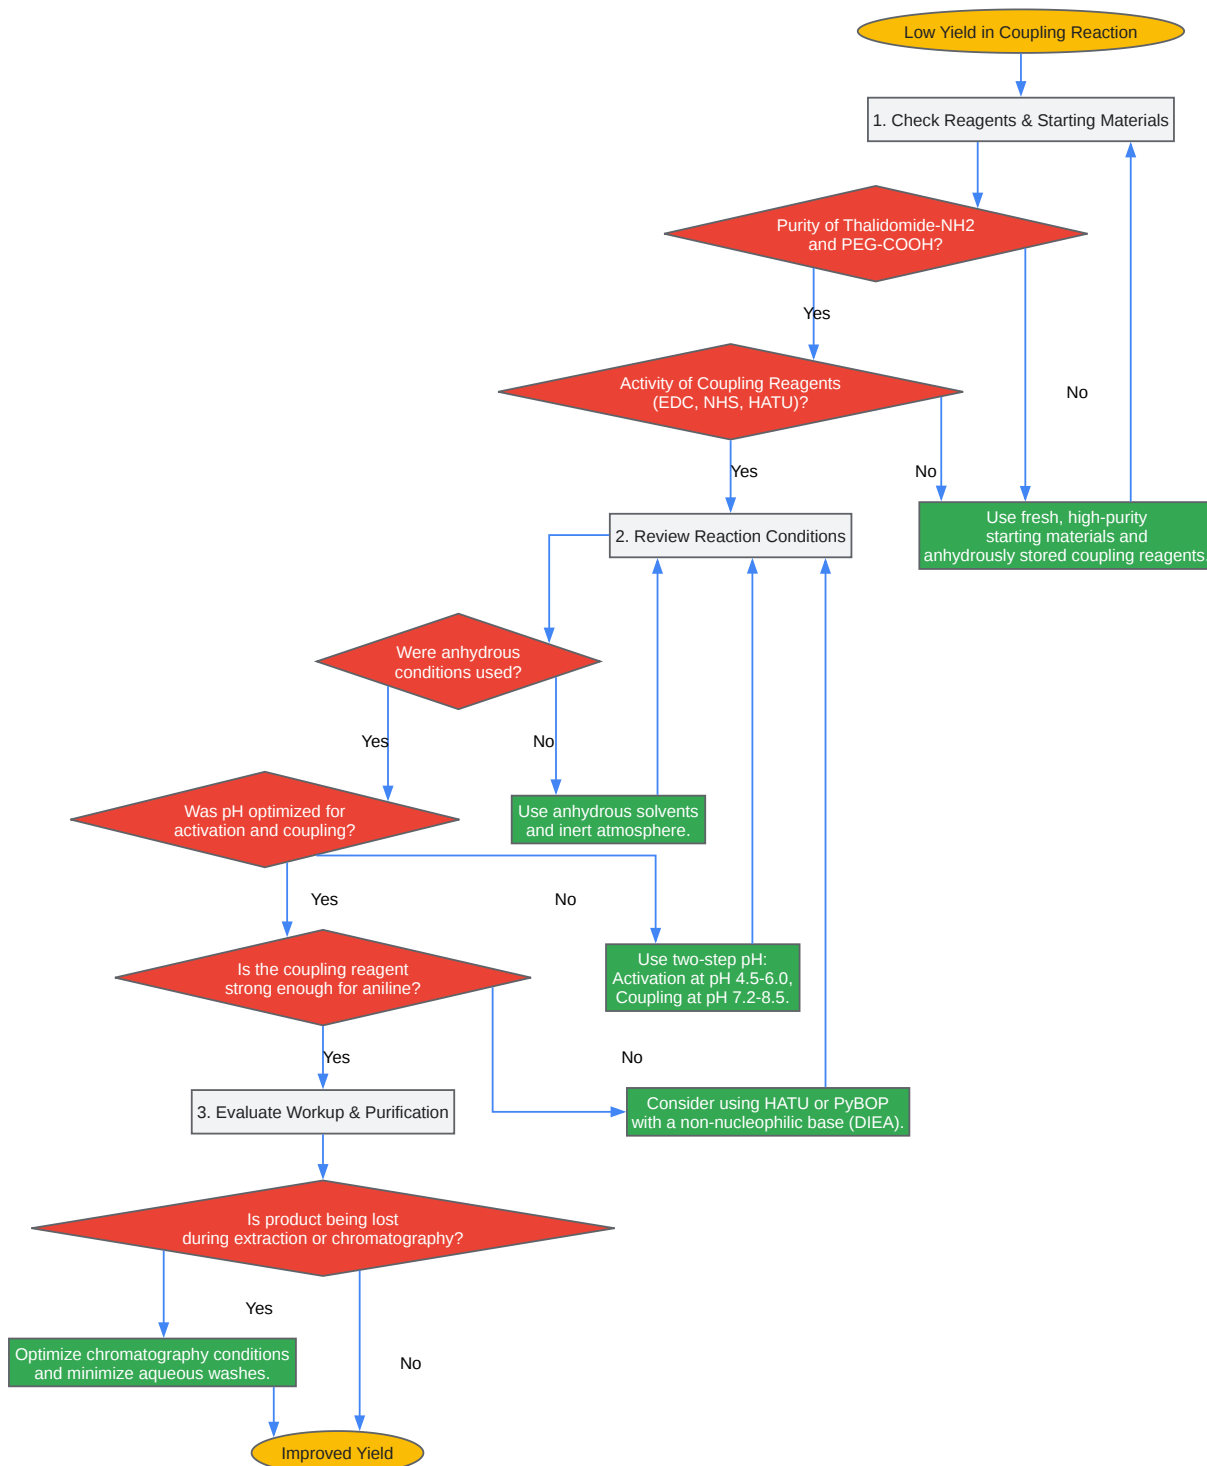 Low Yield in Coupling Reaction
1. Check Reagents & Starting Materials
Purity of Thalidomide-NH2
and PEG-COOH?
Yes
Activity of Coupling Reagents
(EDC, NHS, HATU)?
No
Yes
No
Use fresh, high-purity
starting materials and
anhydrously stored coupling reagents.
2. Review Reaction Conditions
Were anhydrous
conditions used?
Yes
No
Was pH optimized for
activation and coupling?
Use anhydrous solvents
and inert atmosphere.
Yes
No
Is the coupling reagent
strong enough for aniline?
Use two-step pH:
Activation at pH 4.5-6.0,
Coupling at pH 7.2-8.5.
Yes
No
3. Evaluate Workup & Purification
Consider using HATU or PyBOP
with a non-nucleophilic base (DIEA).
Is product being lost
during extraction or chromatography?
Yes
Optimize chromatography conditions
and minimize aqueous washes.
No
Improved Yield